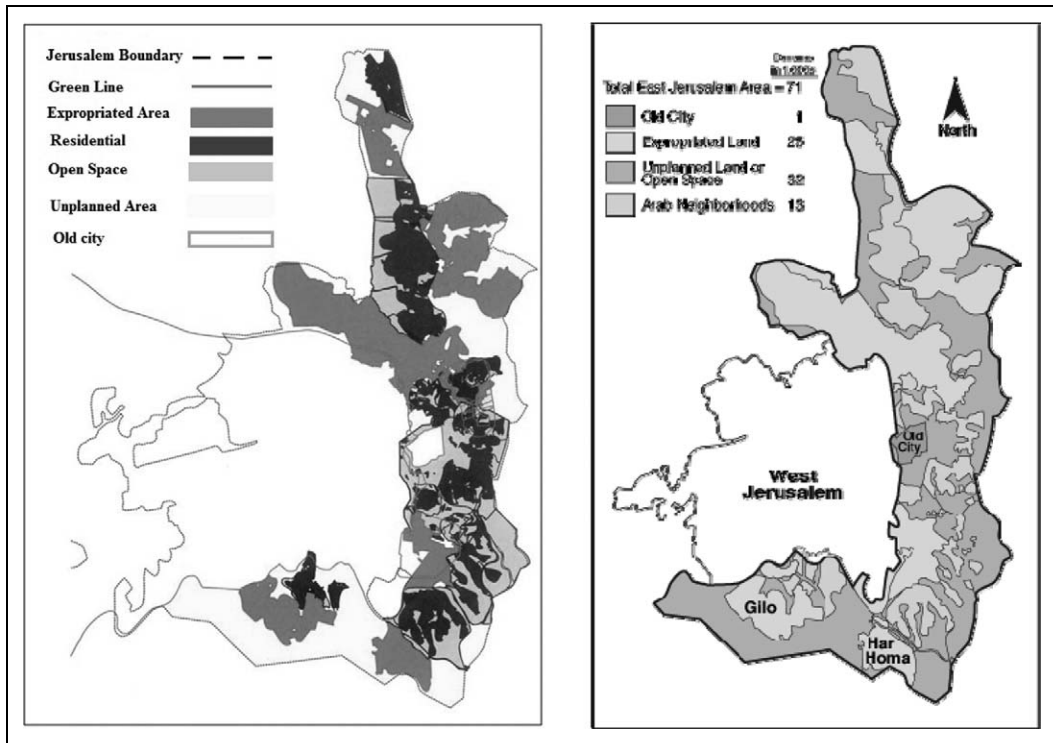 Jerusalem Boundary
Green Line
Expropriated Area
Residential
Open Space
Unplanned Area
Old city
Total East Jerusalem Area = 71
Old City 1
Expropriated Land 25
Unplanned Land or
Open Space 32
Arab Neighborhoods 13
North
Old
City
West
Jerusalem
Gilo
Har
Homa